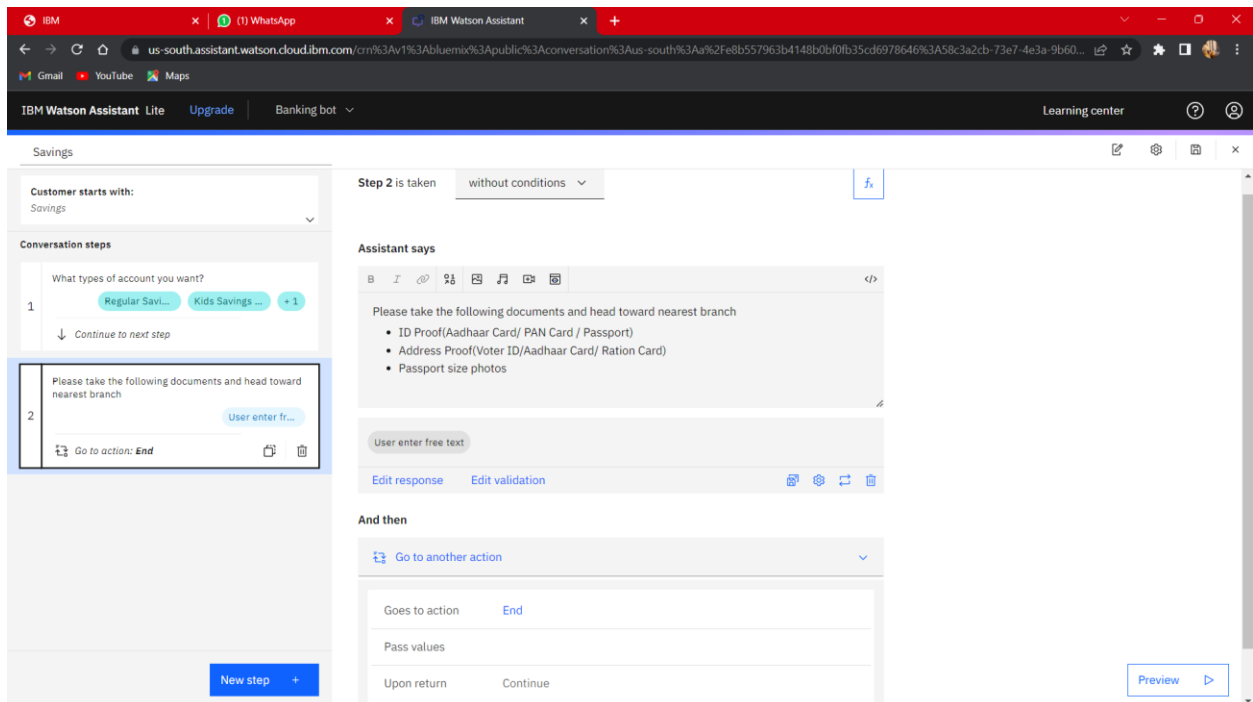 IBM
(1) WhatsApp
IBM Watson Assistant
us-south.assistant.watson.cloud.ibm.com/crn%3Av1%3Abluemix%3Apublic%3Aconversation%3Aus-south%3Aa%2Fe8b557963b4148b0bf0fb35cd6978646%3A58c3a2cb-73e7-4e3a-9b60...
Gmail YouTube Maps
IBM Watson Assistant Lite Upgrade Banking bot Learning center
Savings
Customer starts with:
Savings
Conversation steps
1
What types of account you want?
Regular Savi... Kids Savings ... + 1
Continue to next step
2
Please take the following documents and head toward
nearest branch
User enter fr...
Go to action: End
New step +
Step 2 is taken without conditions fx
Assistant says
B I </>
Please take the following documents and head toward nearest branch
• ID Proof(Aadhaar Card/ PAN Card / Passport)
• Address Proof(Voter ID/Aadhaar Card/ Ration Card)
• Passport size photos
User enter free text
Edit response Edit validation
And then
Go to another action
Goes to action End
Pass values
Upon return Continue
Preview